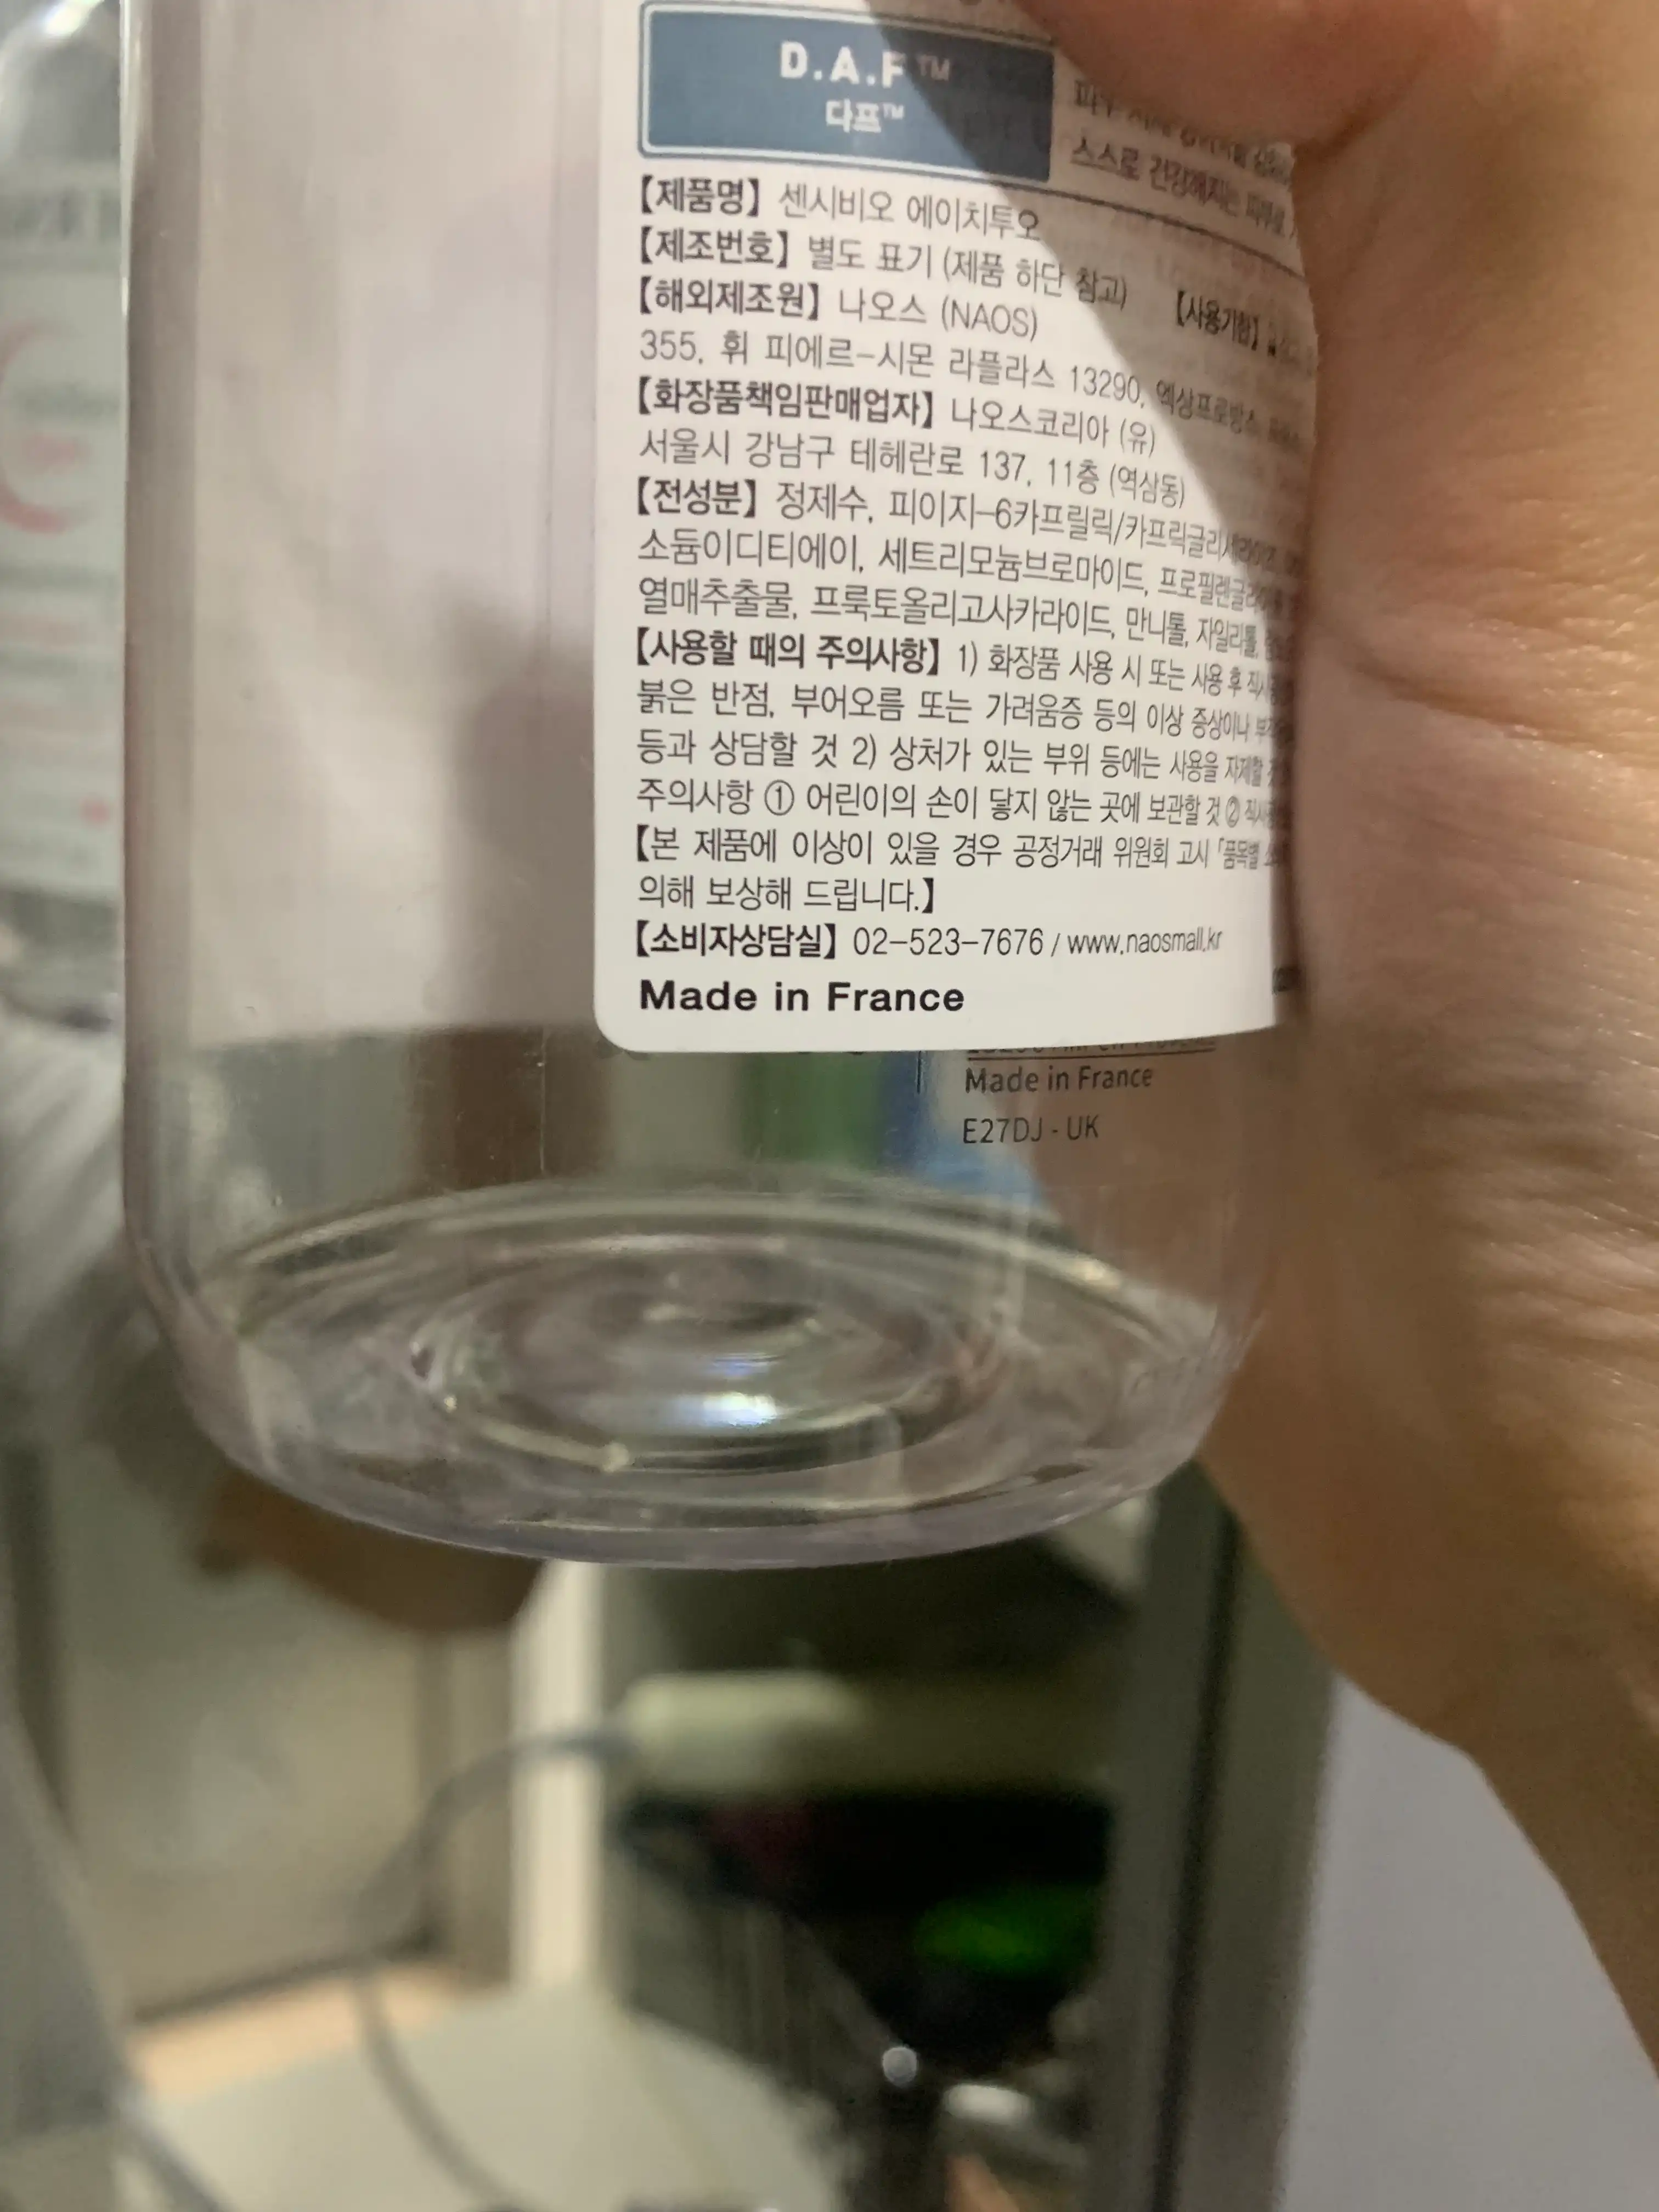 D.A.F™
다프™
스스로 건강해지는 피부로
【제품명】 센시비오 에이치투오
【제조번호】 별도 표기 (제품 하단 참고) 【사용기한】
【해외제조원】 나오스 (NAOS)
355, 휘 피에르-시몬 라플라스 13290, 엑상프로방스
【화장품책임판매업자】 나오스코리아 (유)
서울시 강남구 테헤란로 137, 11층 (역삼동)
【전성분】 정제수, 피이지-6카프릴릭/카프릭글리세라이즈
소듐이디티에이, 세트리모늄브로마이드, 프로필렌글라이콜
열매추출물, 프룩토올리고사카라이드, 만니톨, 자일리톨,
【사용할 때의 주의사항】 1) 화장품 사용 시 또는 사용 후
붉은 반점, 부어오름 또는 가려움증 등의 이상 증상이나
등과 상담할 것 2) 상처가 있는 부위 등에는 사용을 자제할
주의사항 ① 어린이의 손이 닿지 않는 곳에 보관할 것 ②
【본 제품에 이상이 있을 경우 공정거래 위원회 고시 「품목별
의해 보상해 드립니다.】
【소비자상담실】 02-523-7676 / www.naosmall.kr
Made in France
Made in France
E27DJ - UK